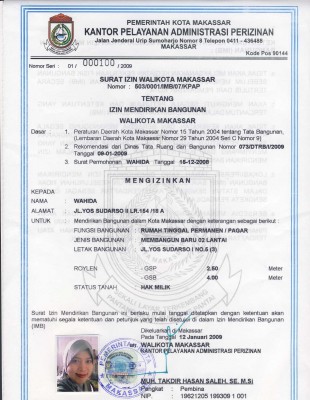 PEMERINTAH KOTA MAKASSAR
KANTOR PELAYANAN ADMINISTRASI PERIZINAN
Jalan Jenderal Urip Sumoharjo Nomor 8 Telepon 0411 - 436488
MAKASSAR
Kode Pos 90144
Nomor Seri : 01 / 000100 / 2009
SURAT IZIN WALIKOTA MAKASSAR
Nomor : 503/0001/IMB/07/KPAP
TENTANG
IZIN MENDIRIKAN BANGUNAN
WALIKOTA MAKASSAR
Dasar : 1. Peraturan Daerah Kota Makassar Nomor 15 Tahun 2004 tentang Tata Bangunan,
(Lembaran Daerah Kota Makassar Nomor 29 Tahun 2004 Seri C Nomor 9)
2. Rekomendasi dari Dinas Tata Ruang dan Bangunan Nomor 073/DTRB/I/2009
Tanggal 09-01-2009
3. Surat Permohonan WAHIDA Tanggal 15-12-2008
MENGIZINKAN
KEPADA
NAMA : WAHIDA
ALAMAT : JL.YOS SUDARSO II LR.154 /10 A
Untuk : Mendirikan Bangunan dalam Kota Makassar dengan keterangan sebagai berikut :
FUNGSI BANGUNAN : RUMAH TINGGAL PERMANEN / PAGAR
JENIS BANGUNAN : MEMBANGUN BARU 02 LANTAI
LETAK BANGUNAN : JL.YOS SUDARSO I NO.5 (3)
ROOYLEN : - GSP 2.50 Meter
- GSB 4.00 Meter
STATUS TANAH : HAK MILIK
Surat Izin Mendirikan Bangunan ini berlaku mulai tanggal ditetapkan dengan ketentuan akan
mematuhi segala ketentuan dan petunjuk yang telah disetujui di dalam Izin Mendirikan Bangunan
(IMB)
Dikeluarkan di Makassar
Pada Tanggal 12 Januari 2009
an WALIKOTA MAKASSAR
KANTOR PELAYANAN ADMINISTRASI PERIZINAN
MUH. TAKDIR HASAN SALEH, SE. M.Si
Pangkat : Pembina
NIP : 19621205 199309 1 001